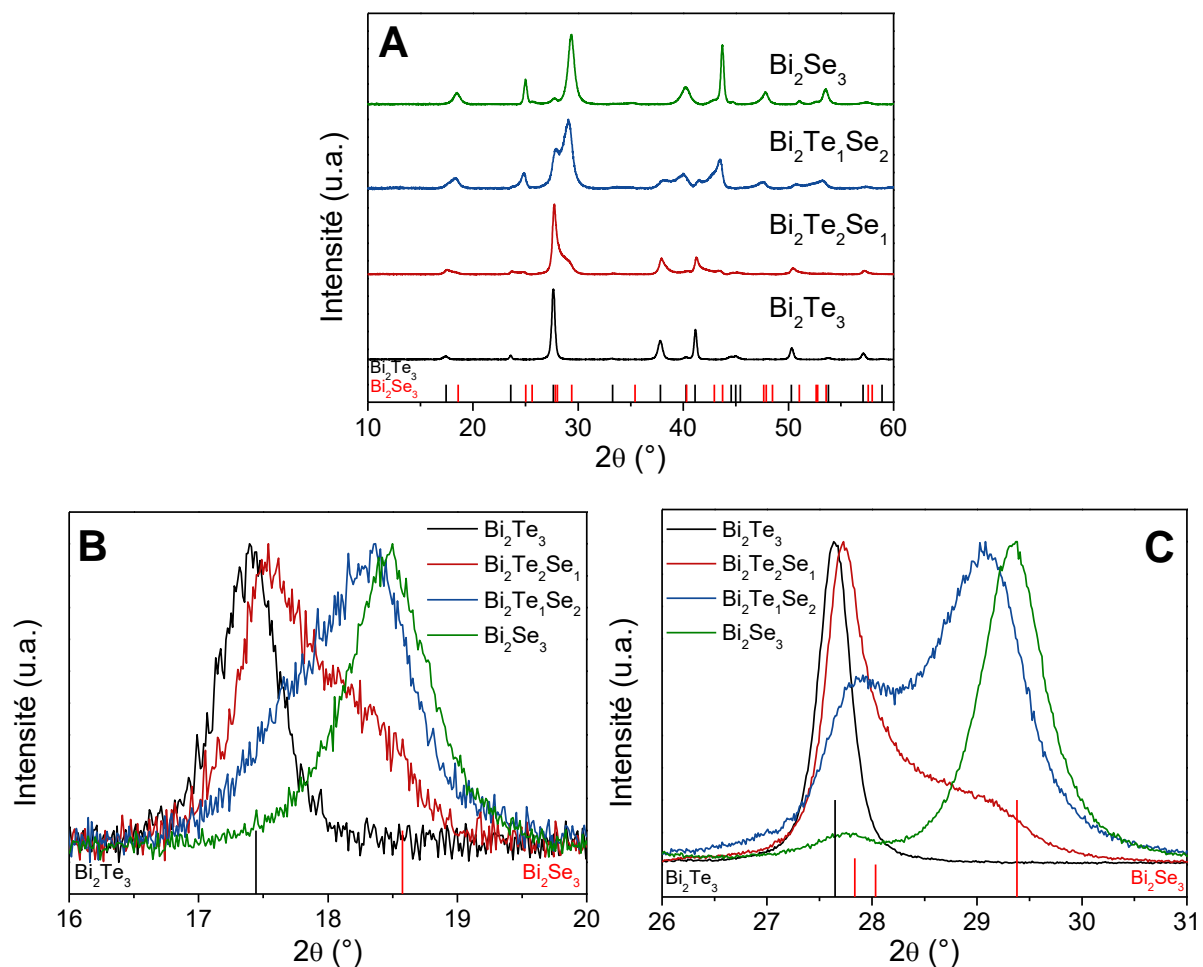 A
Bi₂Se₃
Bi₂Te₁Se₂
Bi₂Te₂Se₁
Bi₂Te₃
Intensité (u.a.)
Bi₂Te₃
Bi₂Se₃
10 20 30 40 50 60
2θ (°)
B
Bi₂Te₃
Bi₂Te₂Se₁
Bi₂Te₁Se₂
Bi₂Se₃
Intensité (u.a.)
Bi₂Te₃ Bi₂Se₃
16 17 18 19 20
2θ (°)
C
Bi₂Te₃
Bi₂Te₂Se₁
Bi₂Te₁Se₂
Bi₂Se₃
Intensité (u.a.)
Bi₂Te₃ Bi₂Se₃
26 27 28 29 30 31
2θ (°)